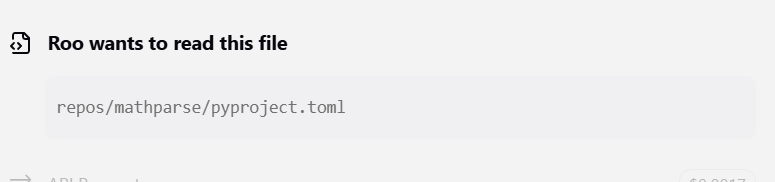 Roo wants to read this file
repos/mathparse/pyproject.toml